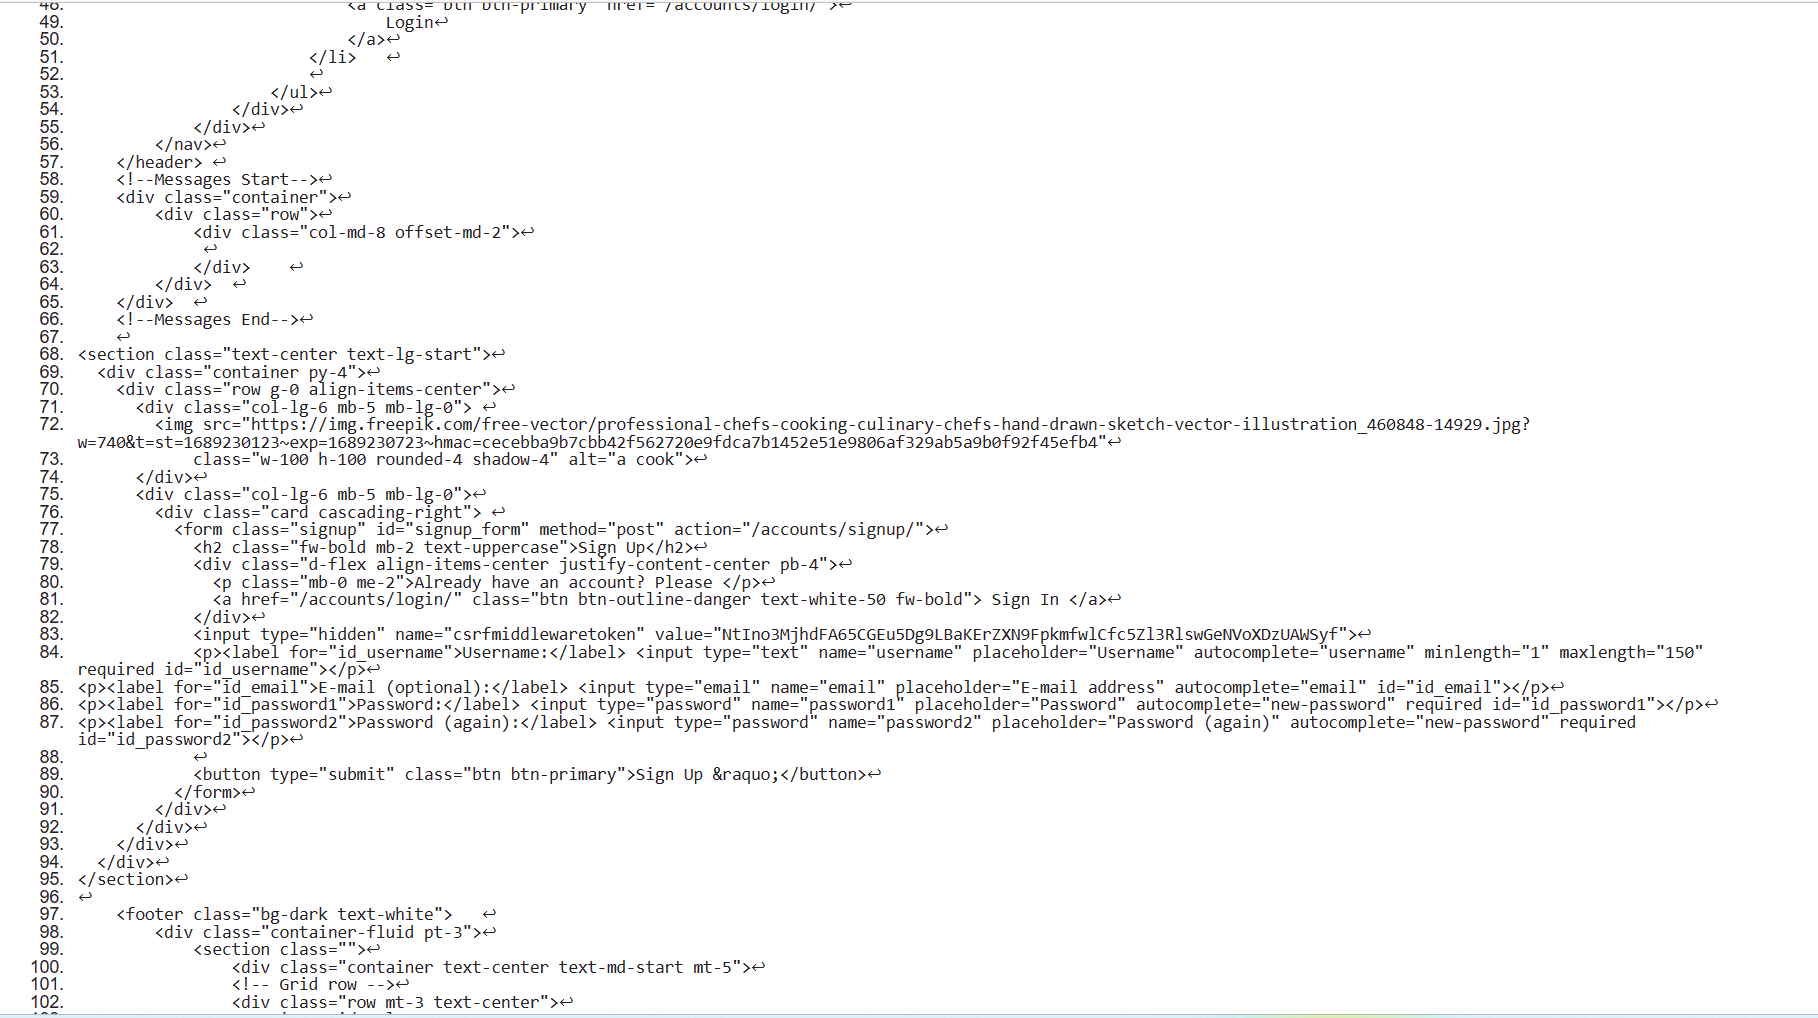 48.                              <a class="btn btn-primary" href="/accounts/login/">↩
49.                                  Login↩
50.                              </a>↩
51.                          </li>   ↩
52.                          ↩
53.                      </ul>↩
54.                  </div>↩
55.              </div>↩
56.          </nav>↩
57.      </header> ↩
58.      <!--Messages Start-->↩
59.      <div class="container">↩
60.          <div class="row">↩
61.              <div class="col-md-8 offset-md-2">↩
62.               ↩
63.              </div>    ↩
64.          </div>  ↩
65.      </div>  ↩
66.      <!--Messages End-->↩
67.      ↩
68.  <section class="text-center text-lg-start">↩
69.    <div class="container py-4">↩
70.      <div class="row g-0 align-items-center">↩
71.        <div class="col-lg-6 mb-5 mb-lg-0"> ↩
72.          <img src="https://img.freepik.com/free-vector/professional-chefs-cooking-culinary-chefs-hand-drawn-sketch-vector-illustration_460848-14929.jpg?
w=740&t=st=1689230123~exp=1689230723~hmac=cecebba9b7cbb42f562720e9fdca7b1452e51e9806af329ab5a9b0f92f45efb4"↩
73.              class="w-100 h-100 rounded-4 shadow-4" alt="a cook">↩
74.        </div>↩
75.        <div class="col-lg-6 mb-5 mb-lg-0">↩
76.          <div class="card cascading-right"> ↩
77.            <form class="signup" id="signup_form" method="post" action="/accounts/signup/">↩
78.              <h2 class="fw-bold mb-2 text-uppercase">Sign Up</h2>↩
79.              <div class="d-flex align-items-center justify-content-center pb-4">↩
80.                <p class="mb-0 me-2">Already have an account? Please </p>↩
81.                <a href="/accounts/login/" class="btn btn-outline-danger text-white-50 fw-bold"> Sign In </a>↩
82.              </div>↩
83.              <input type="hidden" name="csrfmiddlewaretoken" value="NtIno3MjhdFA65CGEu5Dg9LBaKErZXN9FpkmfwlCfc5Zl3RlswGeNVoXDzUAWSyf">↩
84.              <p><label for="id_username">Username:</label> <input type="text" name="username" placeholder="Username" autocomplete="username" minlength="1" maxlength="150"
required id="id_username"></p>↩
85.  <p><label for="id_email">E-mail (optional):</label> <input type="email" name="email" placeholder="E-mail address" autocomplete="email" id="id_email"></p>↩
86.  <p><label for="id_password1">Password:</label> <input type="password" name="password1" placeholder="Password" autocomplete="new-password" required id="id_password1"></p>↩
87.  <p><label for="id_password2">Password (again):</label> <input type="password" name="password2" placeholder="Password (again)" autocomplete="new-password" required
id="id_password2"></p>↩
88.              ↩
89.              <button type="submit" class="btn btn-primary">Sign Up &raquo;</button>↩
90.            </form>↩
91.          </div>↩
92.        </div>↩
93.      </div>↩
94.    </div>↩
95.  </section>↩
96.  ↩
97.      <footer class="bg-dark text-white">   ↩
98.          <div class="container-fluid pt-3">↩
99.              <section class="">↩
100.                 <div class="container text-center text-md-start mt-5">↩
101.                 <!-- Grid row -->↩
102.                 <div class="row mt-3 text-center">↩